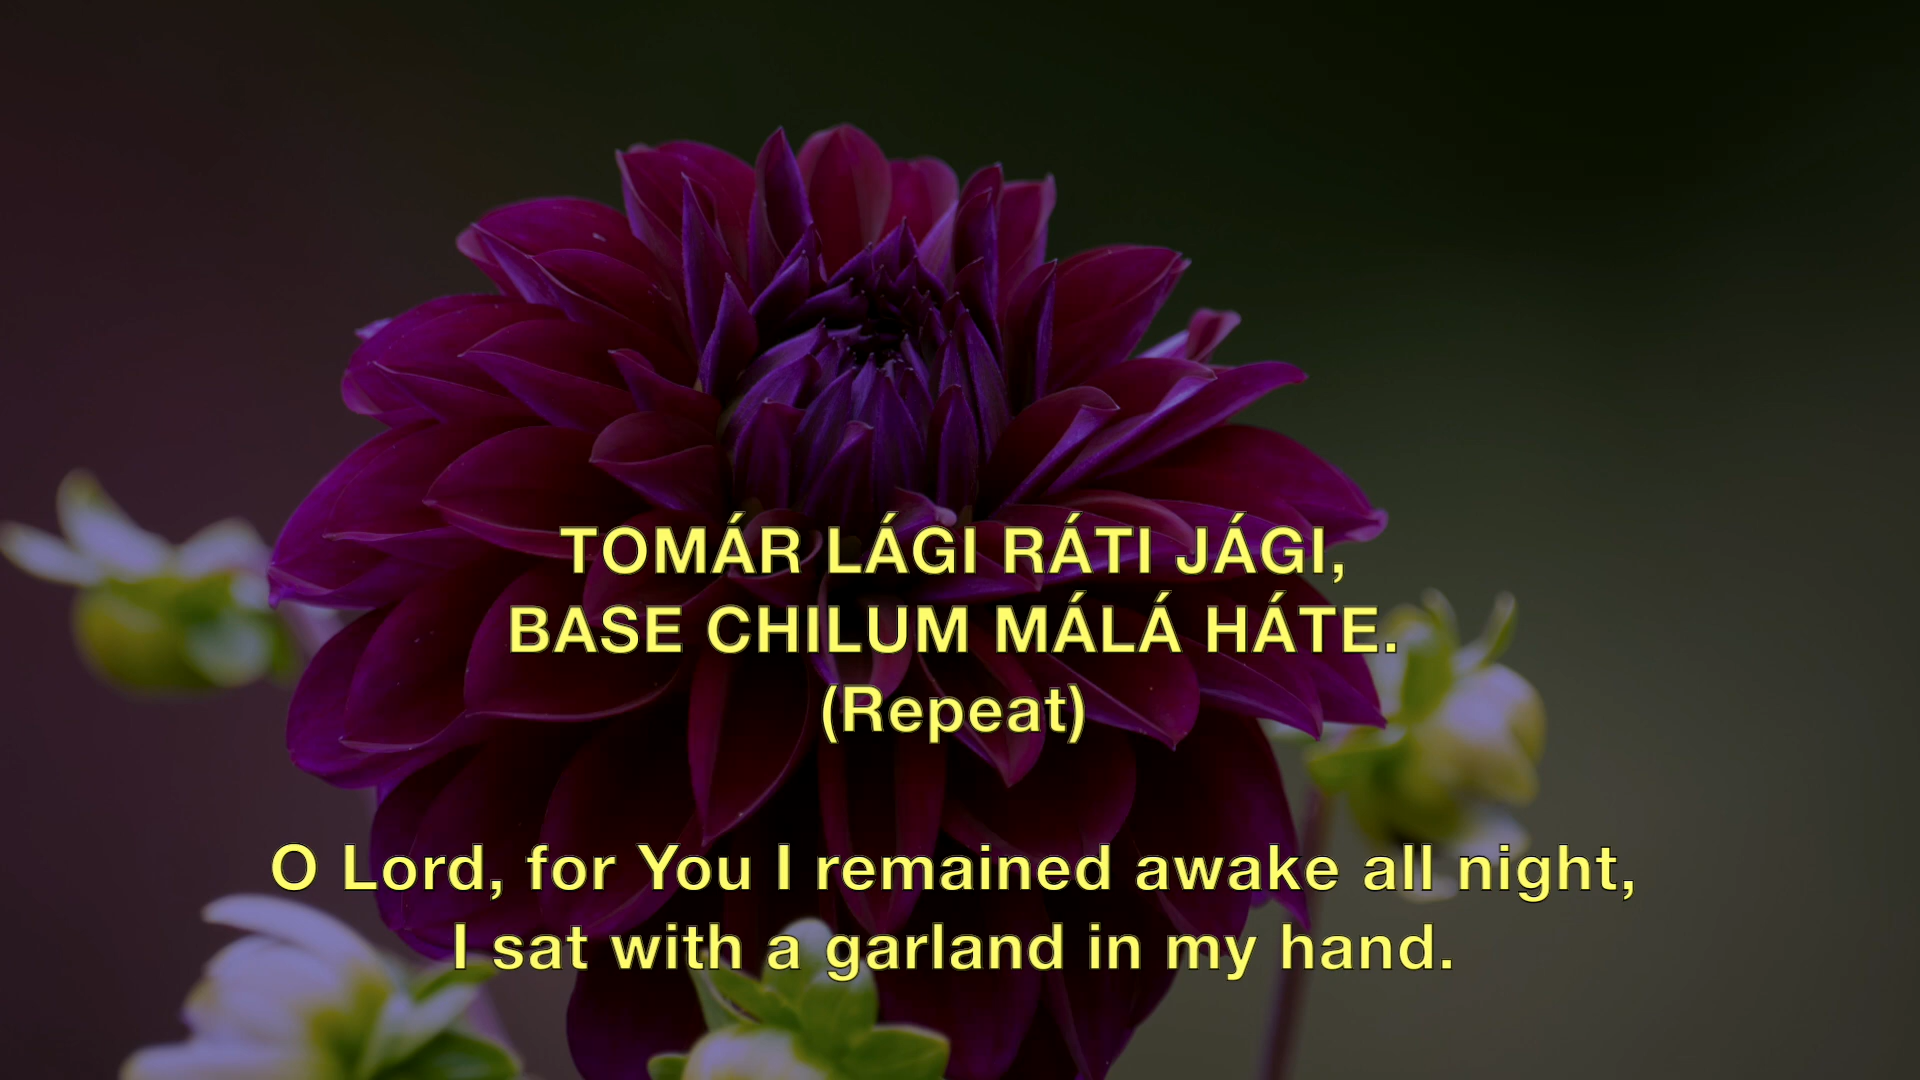 TOMÁR LÁGI RÁTI JÁGI,
BASE CHILUM MÁLÁ HÁTE.
(Repeat)
O Lord, for You I remained awake all night,
I sat with a garland in my hand.